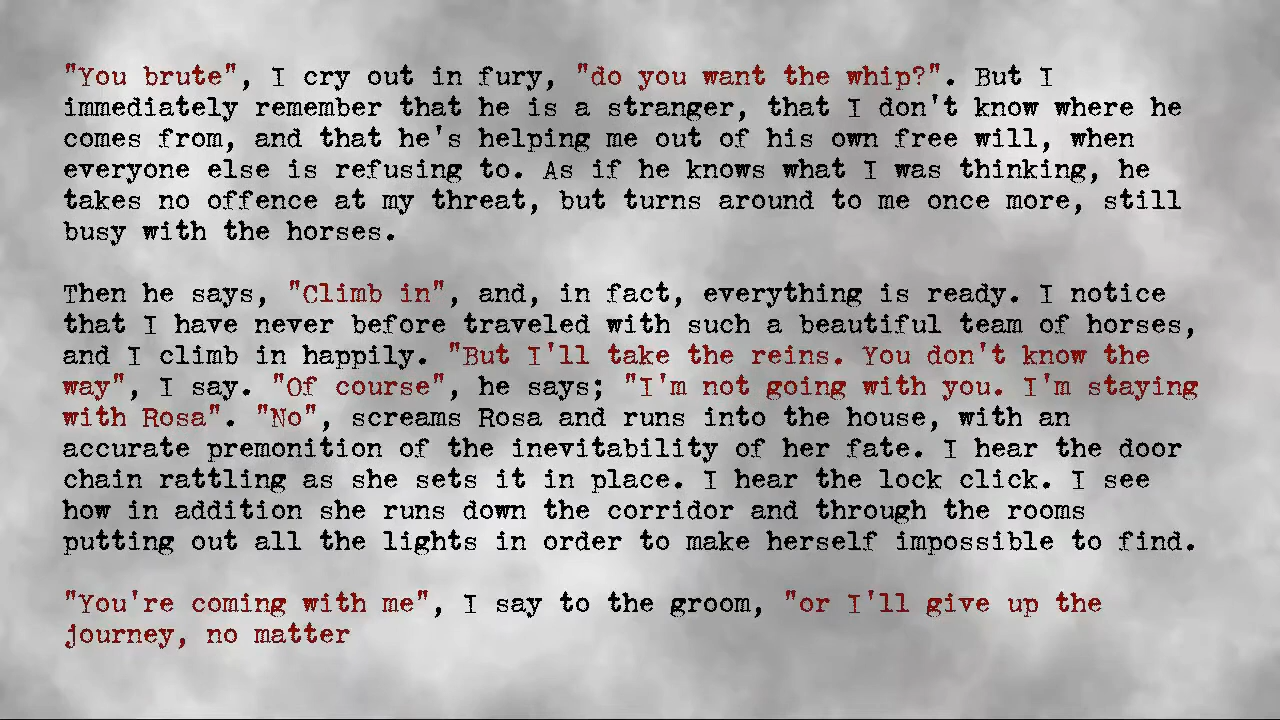 "You brute", I cry out in fury, "do you want the whip?". But I
immediately remember that he is a stranger, that I don't know where he
comes from, and that he's helping me out of his own free will, when
everyone else is refusing to. As if he knows what I was thinking, he
takes no offence at my threat, but turns around to me once more, still
busy with the horses.
Then he says, "Climb in", and, in fact, everything is ready. I notice
that I have never before traveled with such a beautiful team of horses,
and I climb in happily. "But I'll take the reins. You don't know the
way", I say. "Of course", he says; "I'm not going with you. I'm staying
with Rosa". "No", screams Rosa and runs into the house, with an
accurate premonition of the inevitability of her fate. I hear the door
chain rattling as she sets it in place. I hear the lock click. I see
how in addition she runs down the corridor and through the rooms
putting out all the lights in order to make herself impossible to find.
"You're coming with me", I say to the groom, "or I'll give up the
journey, no matter